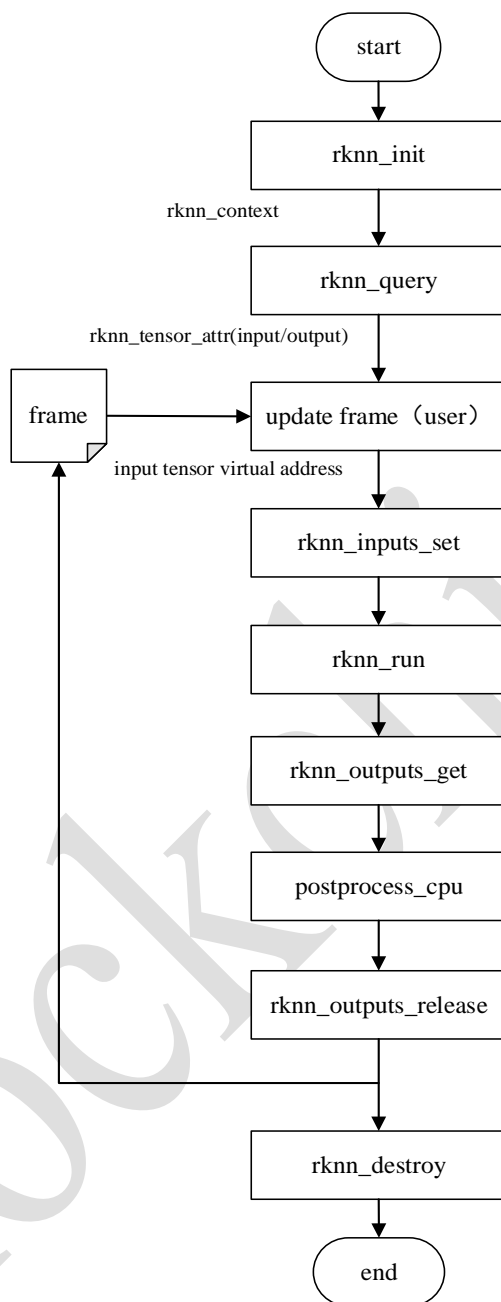 start
rknn_init
rknn_context
rknn_query
rknn_tensor_attr(input/output)
frame
update frame（user）
input tensor virtual address
rknn_inputs_set
rknn_run
rknn_outputs_get
postprocess_cpu
rknn_outputs_release
rknn_destroy
end